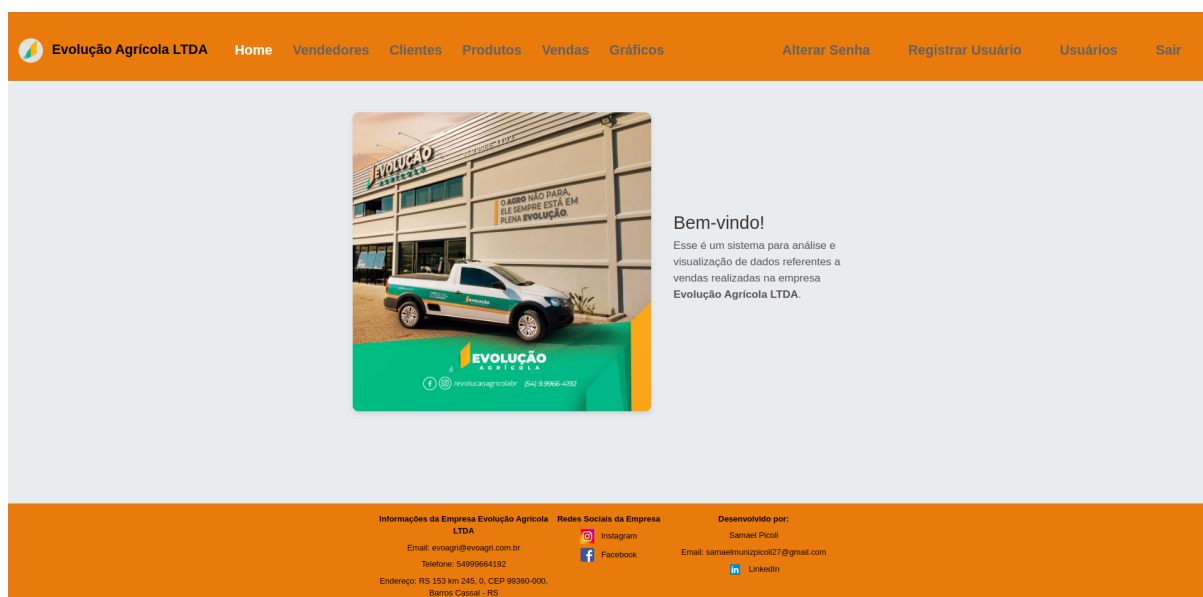 Evolução Agrícola LTDA
Home
Vendedores
Clientes
Produtos
Vendas
Gráficos
Alterar Senha
Registrar Usuário
Usuários
Sair
EVOLUÇÃO
AGRÍCOLA
O AGRO NÃO PARA,
ELE SEMPRE ESTÁ EM
PLENA EVOLUÇÃO.
EVOLUÇÃO
EVOLUÇÃO
AGRÍCOLA
/evolucaoagricolabr (54) 9.9966-4192
Bem-vindo!
Esse é um sistema para análise e
visualização de dados referentes a
vendas realizadas na empresa
Evolução Agrícola LTDA.
Informações da Empresa Evolução Agrícola
LTDA
Email: evoagri@evoagri.com.br
Telefone: 54999664192
Endereço: RS 153 km 245, 0, CEP 99360-000,
Barros Cassal - RS
Redes Sociais da Empresa
Instagram
Facebook
Desenvolvido por:
Samael Picoli
Email: samaelmunizpicoli27@gmail.com
LinkedIn